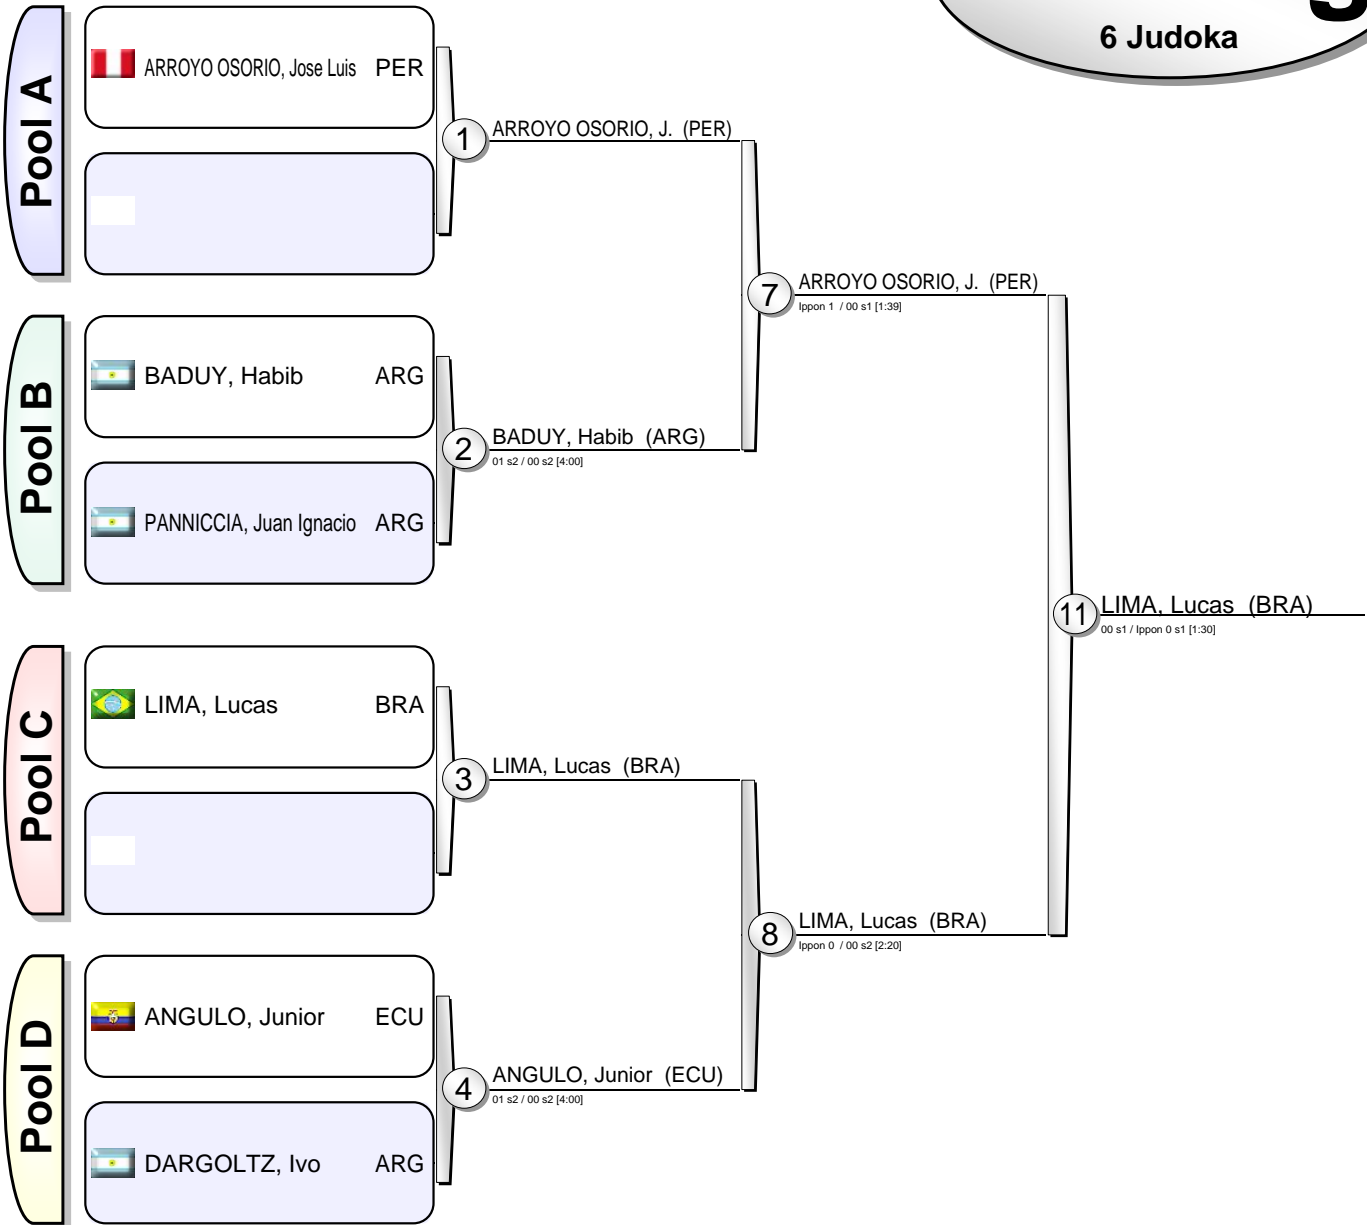 6 Judoka
Pool A
ARROYO OSORIO, Jose Luis PER
1 ARROYO OSORIO, J. (PER)
7 ARROYO OSORIO, J. (PER)
Ippon 1 / 00 s1 [1:39]
Pool B
BADUY, Habib ARG
2 BADUY, Habib (ARG)
01 s2 / 00 s2 [4:00]
PANNICCIA, Juan Ignacio ARG
11 LIMA, Lucas (BRA)
00 s1 / Ippon 0 s1 [1:30]
Pool C
LIMA, Lucas BRA
3 LIMA, Lucas (BRA)
8 LIMA, Lucas (BRA)
Ippon 0 / 00 s2 [2:20]
Pool D
ANGULO, Junior ECU
4 ANGULO, Junior (ECU)
01 s2 / 00 s2 [4:00]
DARGOLTZ, Ivo ARG